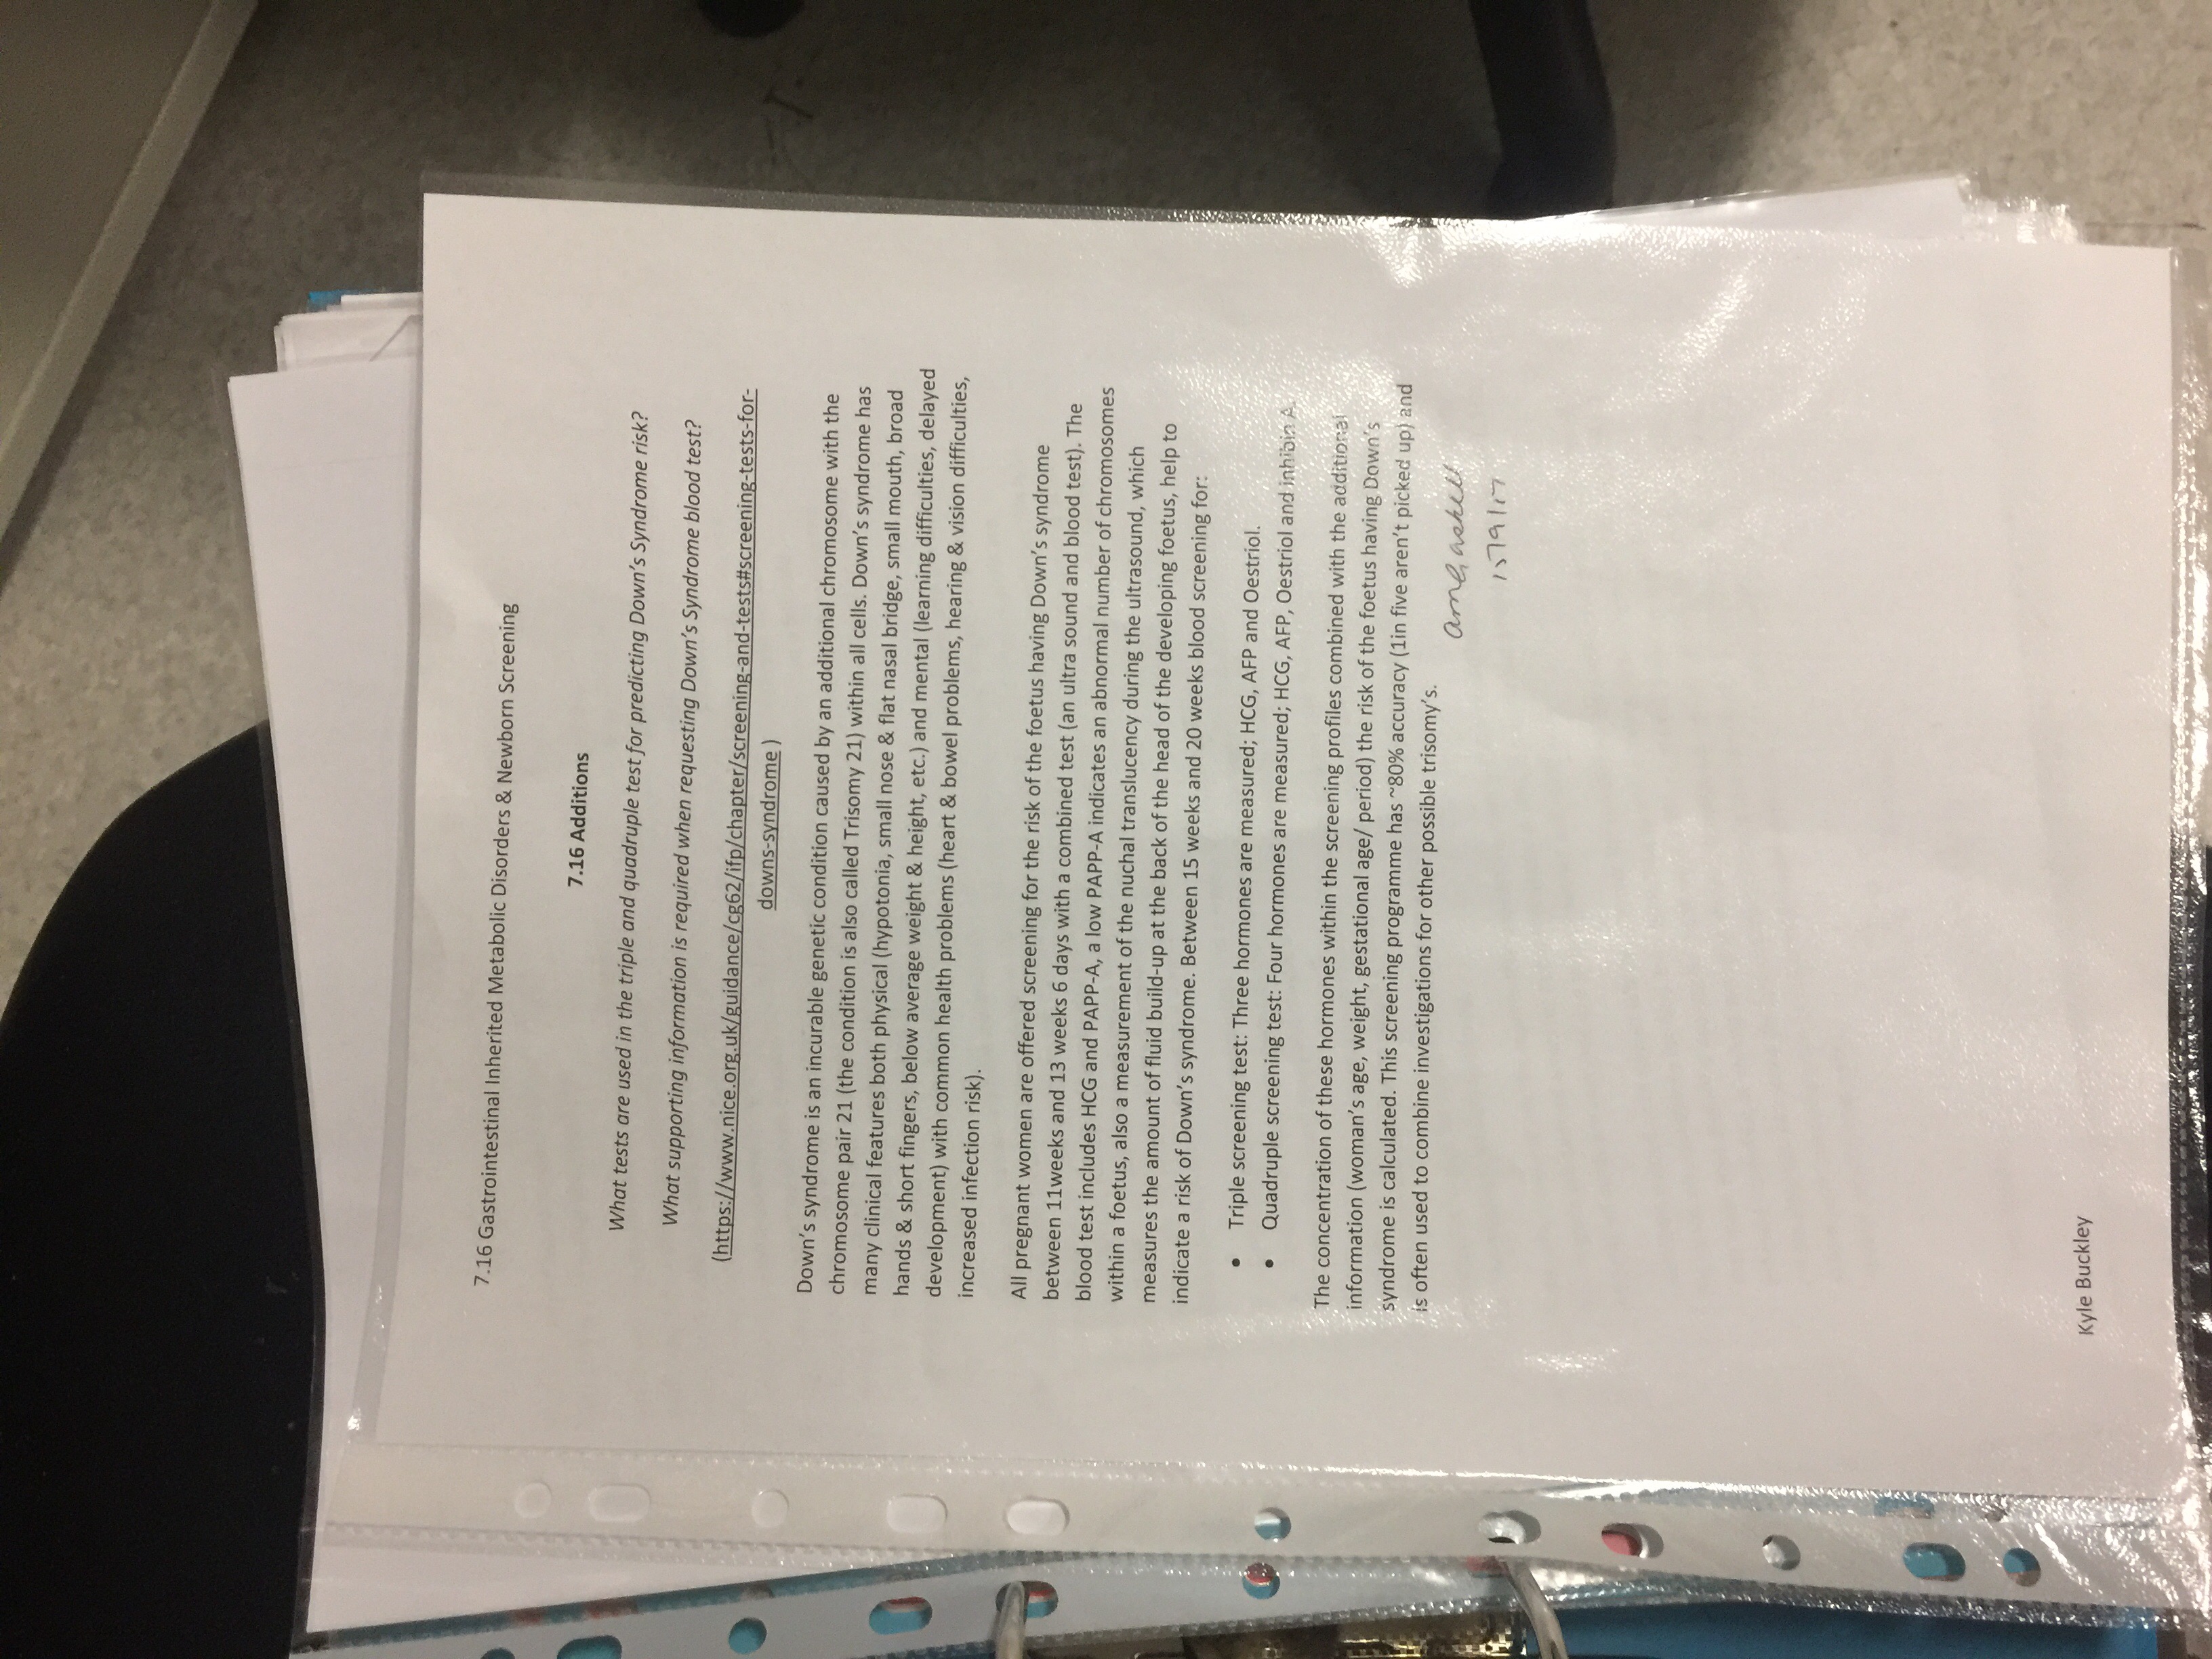 7.16 Gastrointestinal Inherited Metabolic Disorders & Newborn Screening
7.16 Additions
What tests are used in the triple and quadruple test for predicting Down's Syndrome risk?
What supporting information is required when requesting Down's Syndrome blood test?
(https://www.nice.org.uk/guidance/cg62/ifp/chapter/screening-and-tests#screening-tests-for-
downs-syndrome )
Down's syndrome is an incurable genetic condition caused by an additional chromosome with the
chromosome pair 21 (the condition is also called Trisomy 21) within all cells. Down's syndrome has
many clinical features both physical (hypotonia, small nose & flat nasal bridge, small mouth, broad
hands & short fingers, below average weight & height, etc.) and mental (learning difficulties, delayed
development) with common health problems (heart & bowel problems, hearing & vision difficulties,
increased infection risk).
All pregnant women are offered screening for the risk of the foetus having Down's syndrome
between 11weeks and 13 weeks 6 days with a combined test (an ultra sound and blood test). The
blood test includes HCG and PAPP-A, a low PAPP-A indicates an abnormal number of chromosomes
within a foetus, also a measurement of the nuchal translucency during the ultrasound, which
measures the amount of fluid build-up at the back of the head of the developing foetus, help to
indicate a risk of Down's syndrome. Between 15 weeks and 20 weeks blood screening for:
• Triple screening test: Three hormones are measured; HCG, AFP and Oestriol.
• Quadruple screening test: Four hormones are measured; HCG, AFP, Oestriol and inhibin A.
The concentration of these hormones within the screening profiles combined with the additional
information (woman's age, weight, gestational age/ period) the risk of the foetus having Down's
syndrome is calculated. This screening programme has ~80% accuracy (1in five aren't picked up) and
is often used to combine investigations for other possible trisomy's.
15/9/17
Kyle Buckley